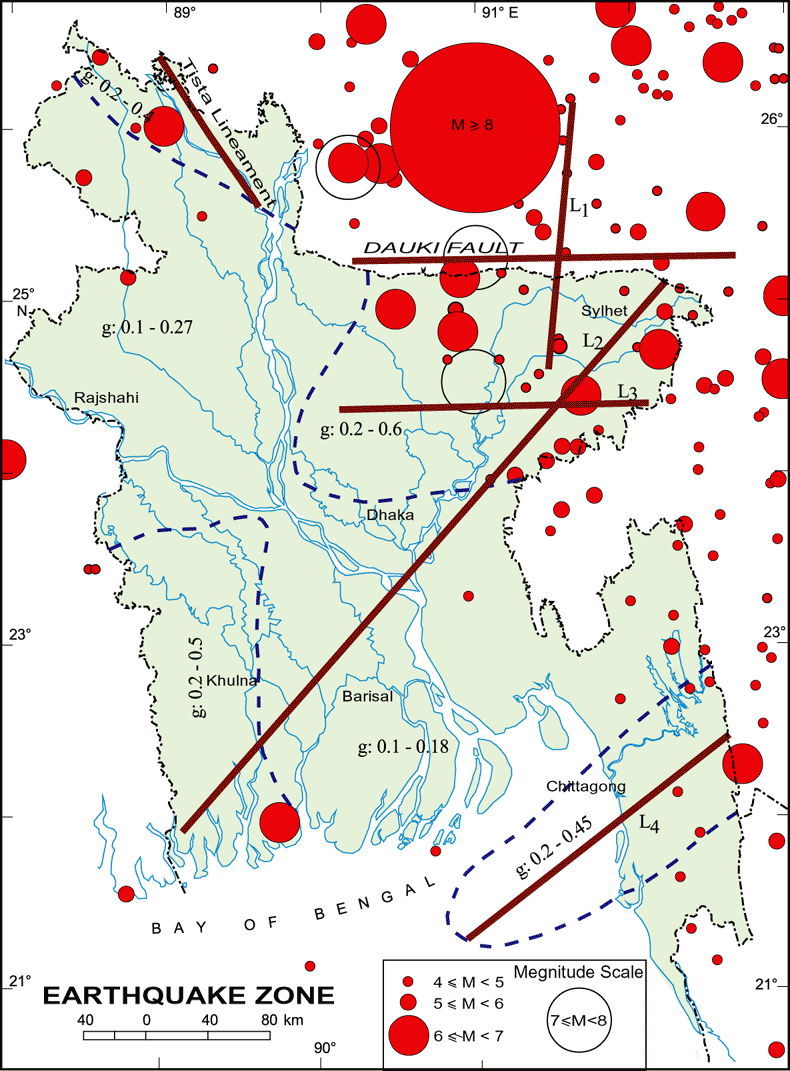 89°
91° E
Tista Lineament
g: 0.2 - 0.4
M ⩾ 8
26°
L1
DAUKI FAULT
25°
N
Sylhet
g: 0.1 - 0.27
L2
Rajshahi
L3
g: 0.2 - 0.6
Dhaka
23°
23°
g: 0.2 - 0.5
Khulna
Barisal
g: 0.1 - 0.18
Chittagong
L4
g: 0.2 - 0.45
BAY OF BENGAL
Megnitude Scale
4 ⩽ M < 5
5 ⩽ M < 6
6 ⩽ M < 7
7⩽M<8
21°
21°
EARTHQUAKE ZONE
40 0 40 80 km
90°